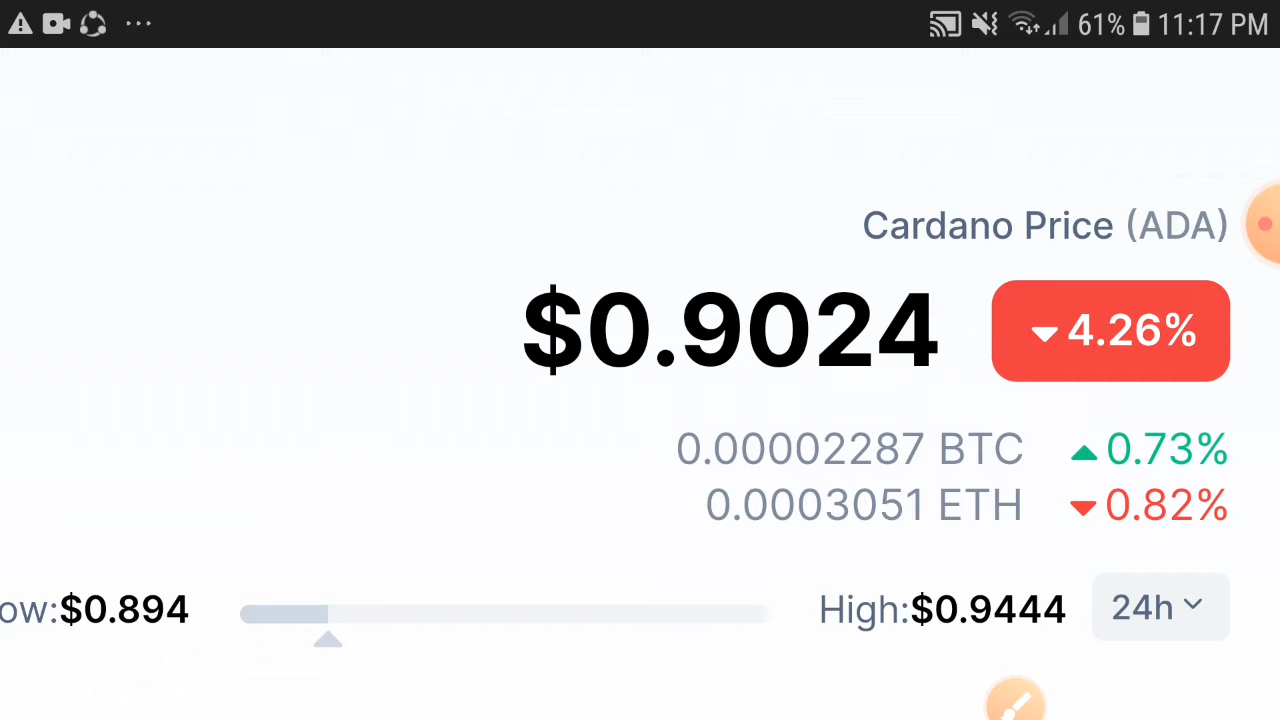 61% 11:17 PM
Cardano Price (ADA)
$0.9024 4.26%
0.00002287 BTC 0.73%
0.0003051 ETH 0.82%
ow:$0.894 High:$0.9444 24h